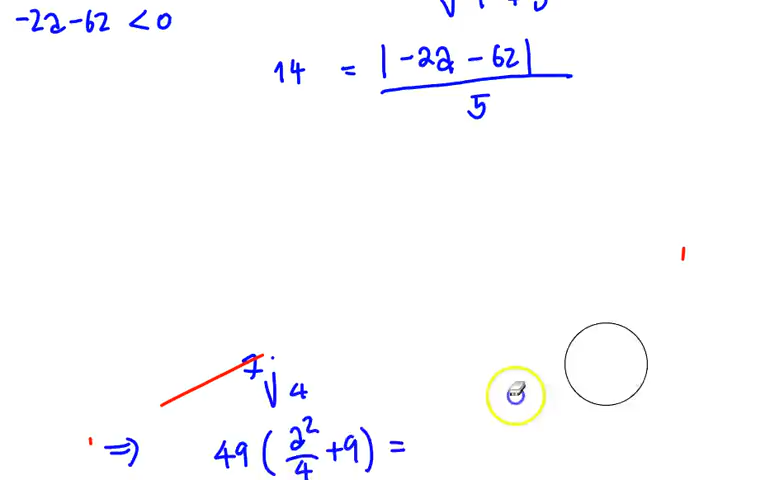 -2a-62 < 0
14 = |-2a - 62| / 5
7√4
⇒ 49 ( a²/4 + 9 ) =